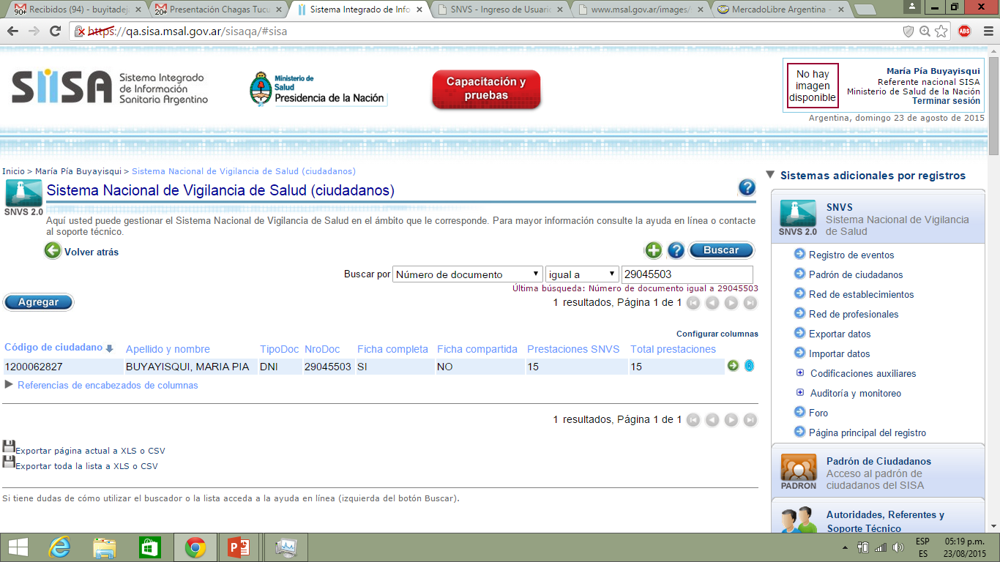 Recibidos (94) - buyitadeja
Presentación Chagas Tucu
Sistema Integrado de Info
SNVS - Ingreso de Usuari
www.msal.gov.ar/images/
MercadoLibre Argentina -
90+
20+
https://qa.sisa.msal.gov.ar/sisaqa/#sisa
ABS
SIISA
Sistema Integrado
de Información
Sanitaria Argentino
Ministerio de
Salud
Presidencia de la Nación
Capacitación y
pruebas
No hay
imagen
disponible
María Pía Buyayisqui
Referente nacional SISA
Ministerio de Salud de la Nación
Terminar sesión
Argentina, domingo 23 de agosto de 2015
Inicio > María Pía Buyayisqui > Sistema Nacional de Vigilancia de Salud (ciudadanos)
SNVS 2.0
Sistema Nacional de Vigilancia de Salud (ciudadanos)
?
Aquí usted puede gestionar el Sistema Nacional de Vigilancia de Salud en el ámbito que le corresponde. Para mayor información consulte la ayuda en línea o contacte
al soporte técnico.
Volver atrás
?
Buscar
Buscar por Número de documento igual a 29045503
Última búsqueda: Número de documento igual a 29045503
1 resultados, Página 1 de 1
Agregar
Configurar columnas
Código de ciudadano Apellido y nombre TipoDoc NroDoc Ficha completa Ficha compartida Prestaciones SNVS Total prestaciones
1200062827 BUYAYISQUI, MARIA PIA DNI 29045503 SI NO 15 15
Referencias de encabezados de columnas
1 resultados, Página 1 de 1
Exportar página actual a XLS o CSV
Exportar toda la lista a XLS o CSV
Si tiene dudas de cómo utilizar el buscador o la lista acceda a la ayuda en línea (izquierda del botón Buscar).
Sistemas adicionales por registros
SNVS 2.0
SNVS
Sistema Nacional de Vigilancia
de Salud
Registro de eventos
Padrón de ciudadanos
Red de establecimientos
Red de profesionales
Exportar datos
Importar datos
Codificaciones auxiliares
Auditoría y monitoreo
Foro
Página principal del registro
PADRON
Padrón de Ciudadanos
Acceso al padrón de
ciudadanos del SISA
Autoridades, Referentes y
Soporte Técnico
ESP
ES
05:19 p.m.
23/08/2015